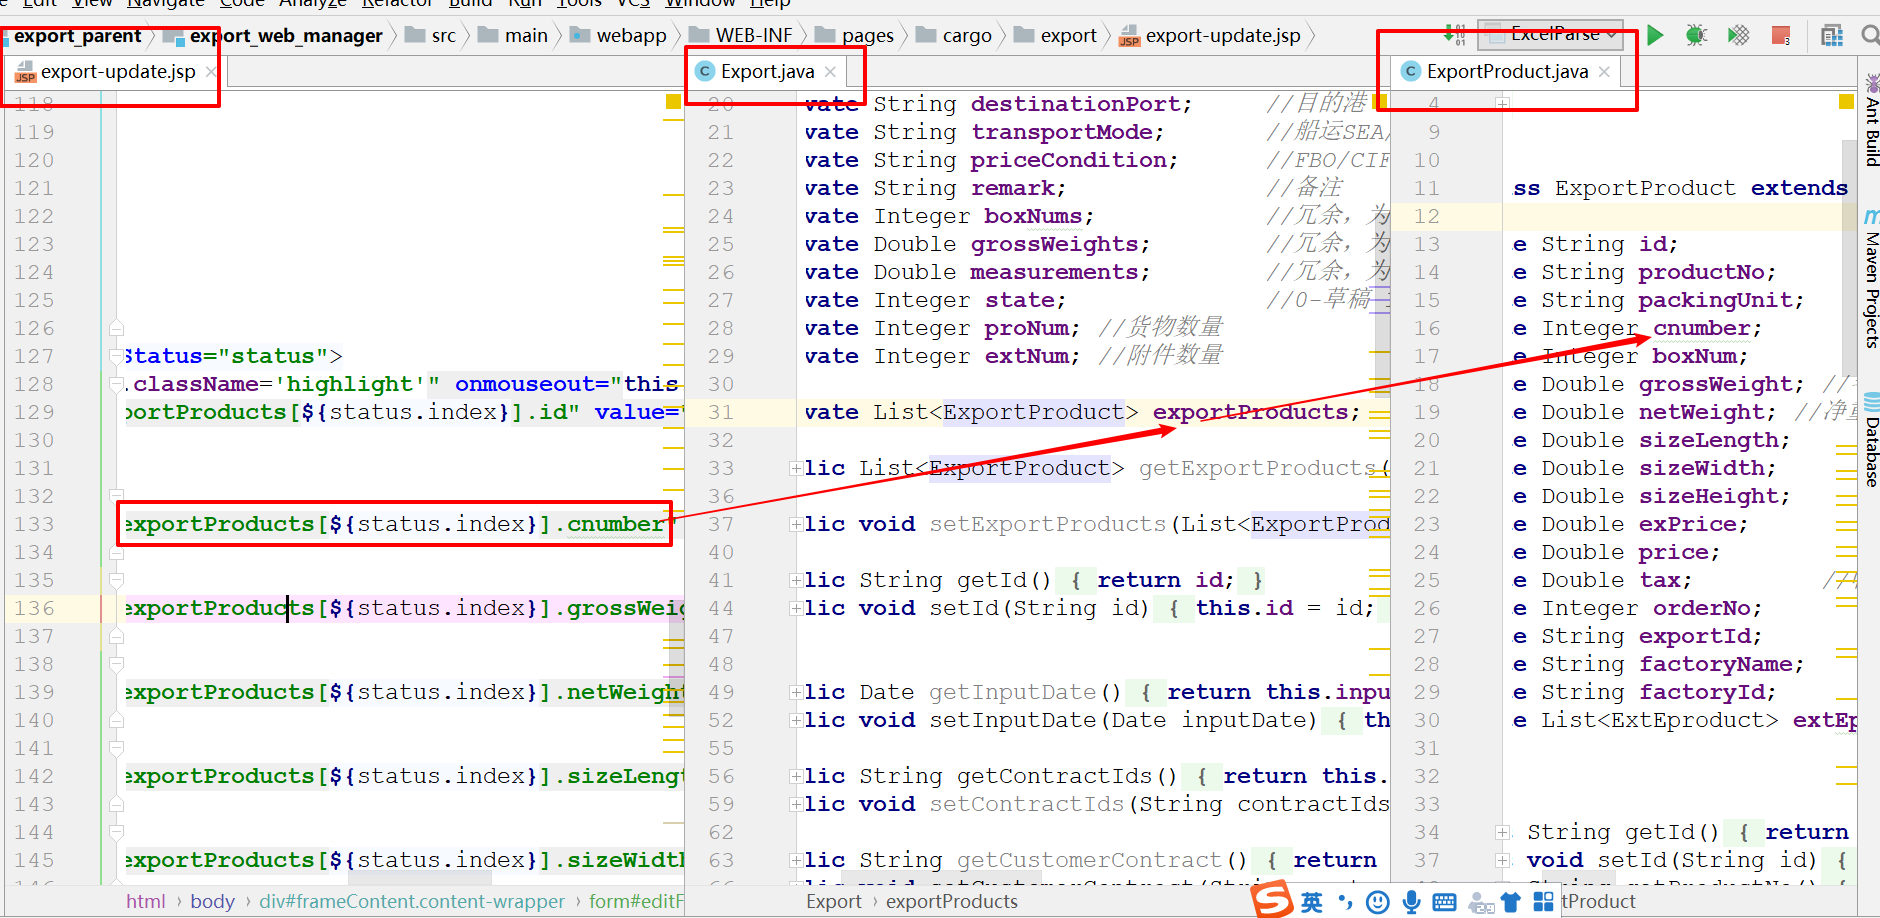 Edit View Navigate Code Analyze Refactor Build Run Tools VCS Window Help
export_parent export_web_manager src main webapp WEB-INF pages cargo export export-update.jsp ExcelParse
export-update.jsp
118
119
120
121
122
123
124
125
126
127 Status="status">
128 .className='highlight'" onmouseout="this
129 portProducts[${status.index}].id" value="
130
131
132
133 exportProducts[${status.index}].cnumber"
134
135
136 exportProducts[${status.index}].grossWeig
137
138
139 exportProducts[${status.index}].netWeight
140
141
142 exportProducts[${status.index}].sizeLengt
143
144
145 exportProducts[${status.index}].sizeWidth
146
html › body › div#frameContent.content-wrapper › form#editF
Export.java
20 vate String destinationPort; //目的港
21 vate String transportMode; //船运SEA/
22 vate String priceCondition; //FBO/CIF
23 vate String remark; //备注
24 vate Integer boxNums; //冗余，为
25 vate Double grossWeights; //冗余，为
26 vate Double measurements; //冗余，为
27 vate Integer state; //0-草稿
28 vate Integer proNum; //货物数量
29 vate Integer extNum; //附件数量
30
31 vate List<ExportProduct> exportProducts;
32
33 lic List<ExportProduct> getExportProducts(
36
37 lic void setExportProducts(List<ExportProd
40
41 lic String getId() { return id; }
44 lic void setId(String id) { this.id = id;
47
48
49 lic Date getInputDate() { return this.inpu
52 lic void setInputDate(Date inputDate) { th
55
56 lic String getContractIds() { return this.
59 lic void setContractIds(String contractIds
62
63 lic String getCustomerContract() { return
66 lic void setCustomerContract(String
Export › exportProducts
ExportProduct.java
4
9
10
11 ss ExportProduct extends
12
13 e String id;
14 e String productNo;
15 e String packingUnit;
16 e Integer cnumber;
17 e Integer boxNum;
18 e Double grossWeight; //
19 e Double netWeight; //净重
20 e Double sizeLength;
21 e Double sizeWidth;
22 e Double sizeHeight;
23 e Double exPrice;
24 e Double price;
25 e Double tax; //
26 e Integer orderNo;
27 e String exportId;
28 e String factoryName;
29 e String factoryId;
30 e List<ExtEproduct> extEp
31
32
33
34 String getId() { return
37 void setId(String id) {
String getProductNo() {
tProduct
Ant Build
Maven Projects
Database
英